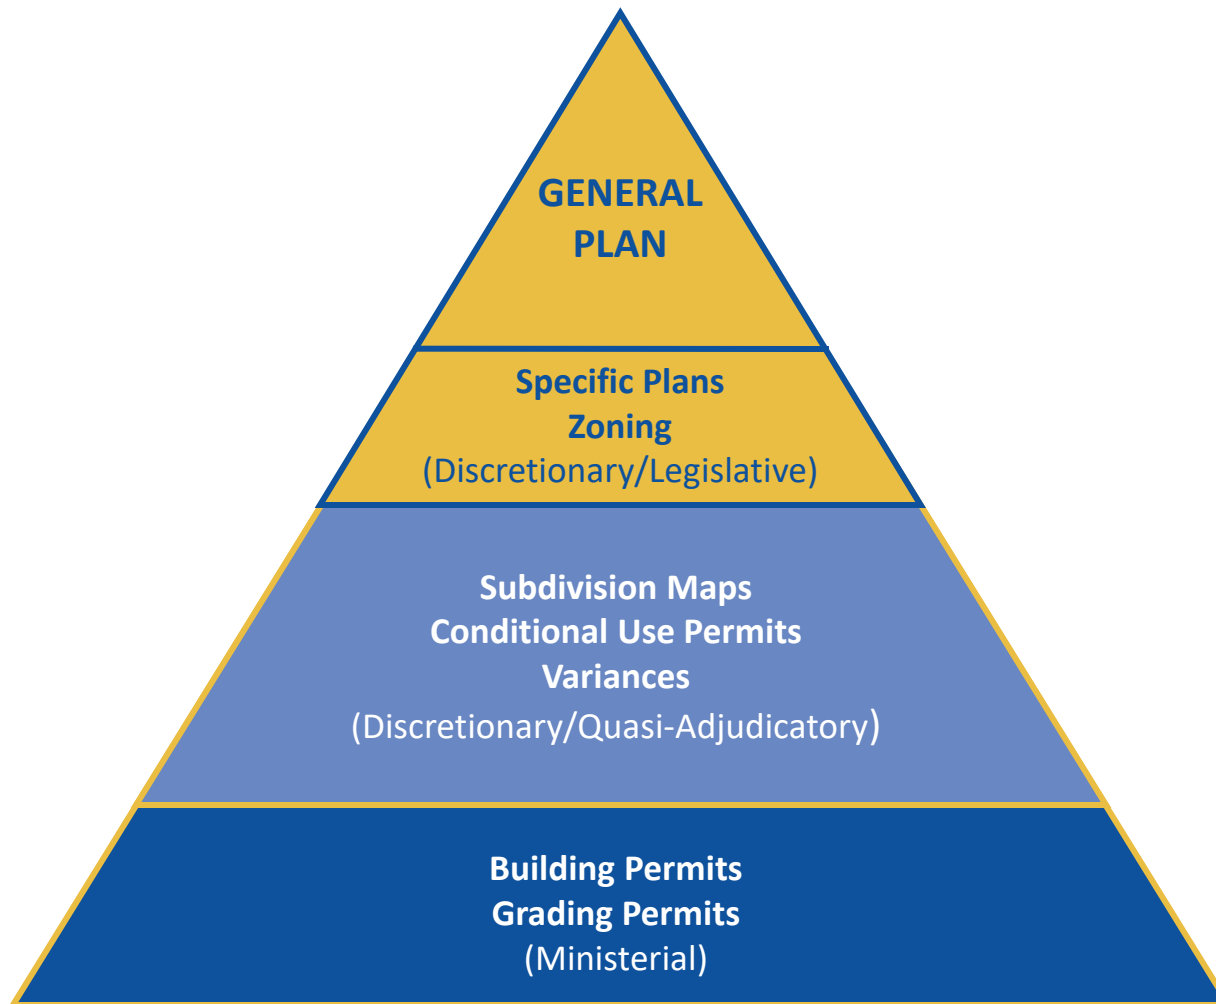 GENERAL
PLAN
Specific Plans
Zoning
(Discretionary/Legislative)
Subdivision Maps
Conditional Use Permits
Variances
(Discretionary/Quasi-Adjudicatory)
Building Permits
Grading Permits
(Ministerial)